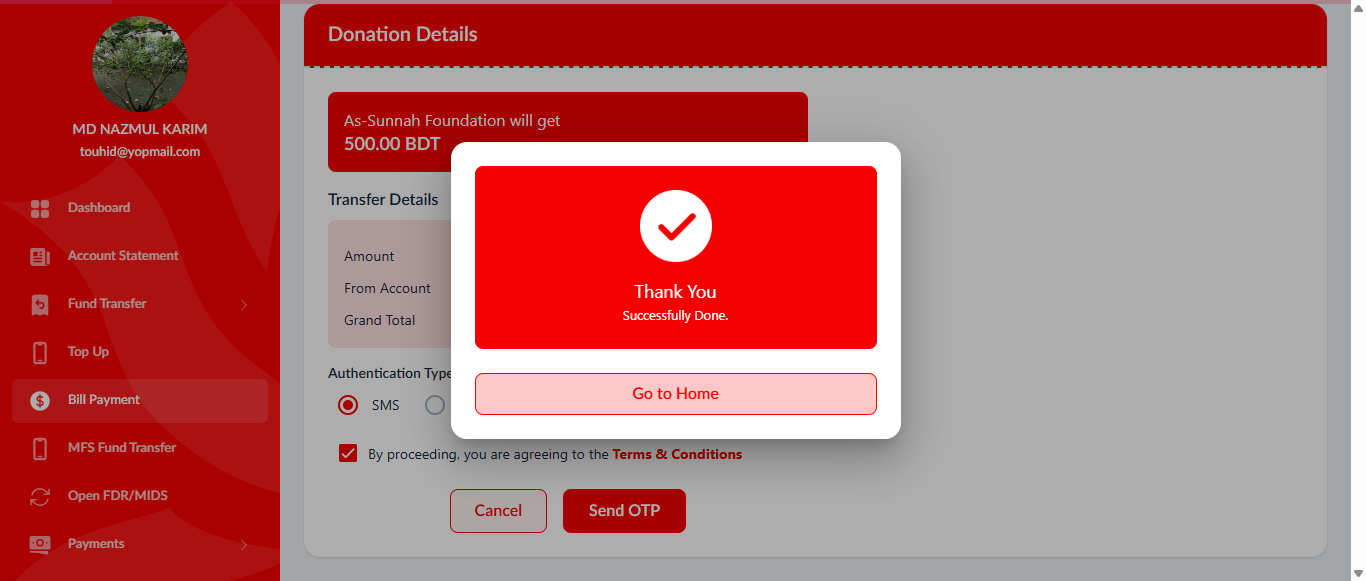 MD NAZMUL KARIM
touhid@yopmail.com
Dashboard
Account Statement
Fund Transfer
Top Up
Bill Payment
MFS Fund Transfer
Open FDR/MIDS
Payments
Donation Details
As-Sunnah Foundation will get
500.00 BDT
Transfer Details
Amount
From Account
Grand Total
Authentication Type
SMS
By proceeding, you are agreeing to the Terms & Conditions
Cancel
Send OTP
Thank You
Successfully Done.
Go to Home